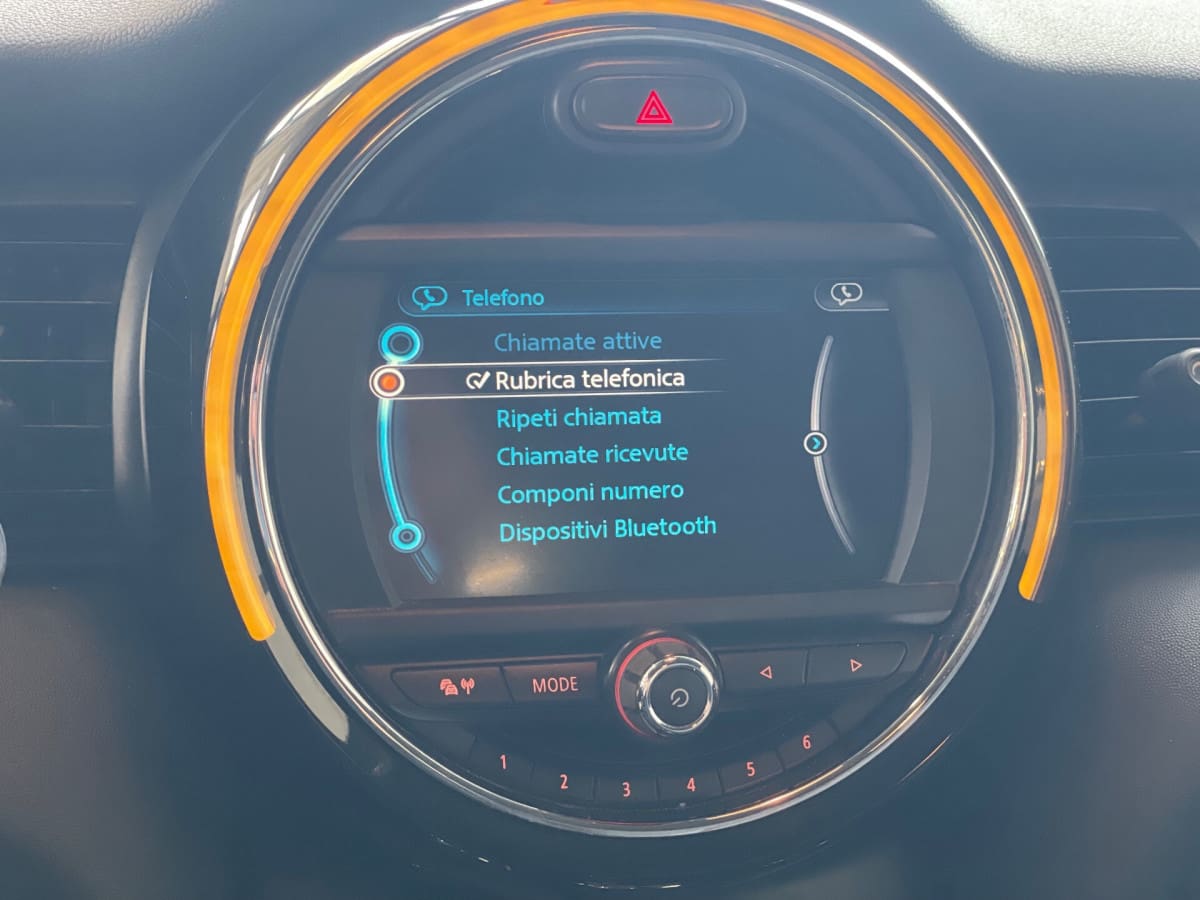 Telefono
Chiamate attive
Rubrica telefonica
Ripeti chiamata
Chiamate ricevute
Componi numero
Dispositivi Bluetooth
MODE
1 2 3 4 5 6